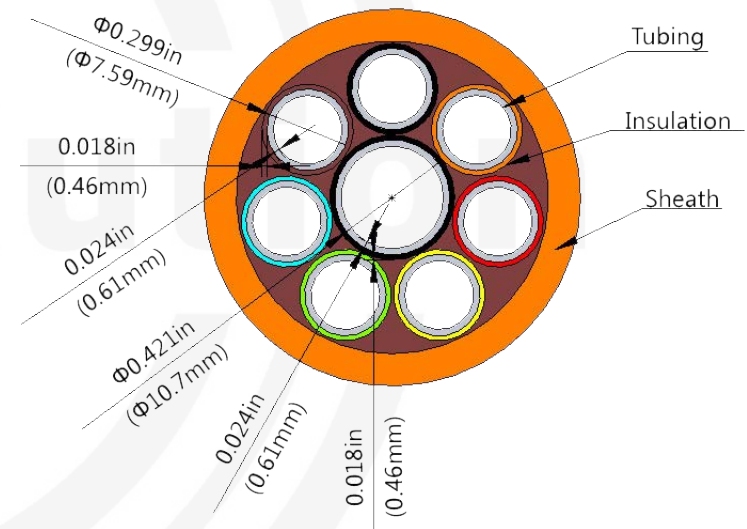 Φ0.299in
(Φ7.59mm)
Tubing
Insulation
0.018in
(0.46mm)
Sheath
0.024in
(0.61mm)
Φ0.421in
(Φ10.7mm)
0.024in
(0.61mm)
0.018in
(0.46mm)